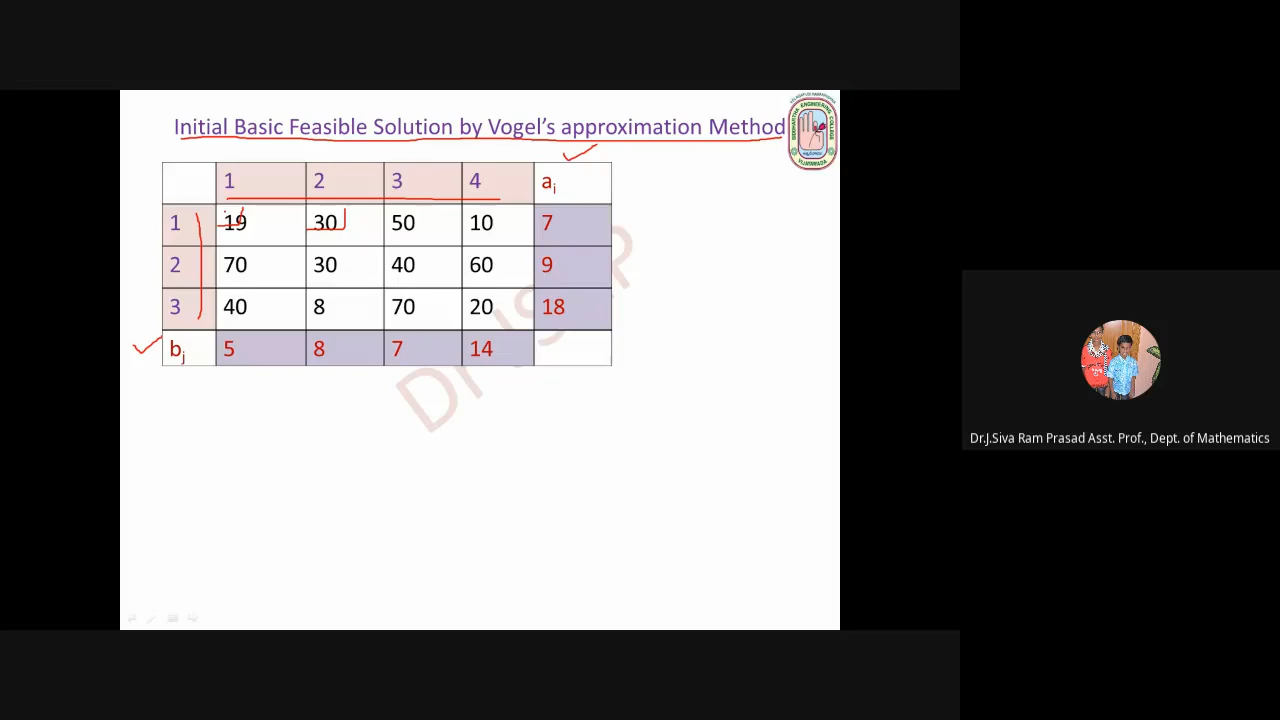 Initial Basic Feasible Solution by Vogel's approximation Method
1 2 3 4 ai
1 19 30 50 10 7
2 70 30 40 60 9
3 40 8 70 20 18
bj 5 8 7 14
Dr.J.Siva Ram Prasad Asst. Prof., Dept. of Mathematics